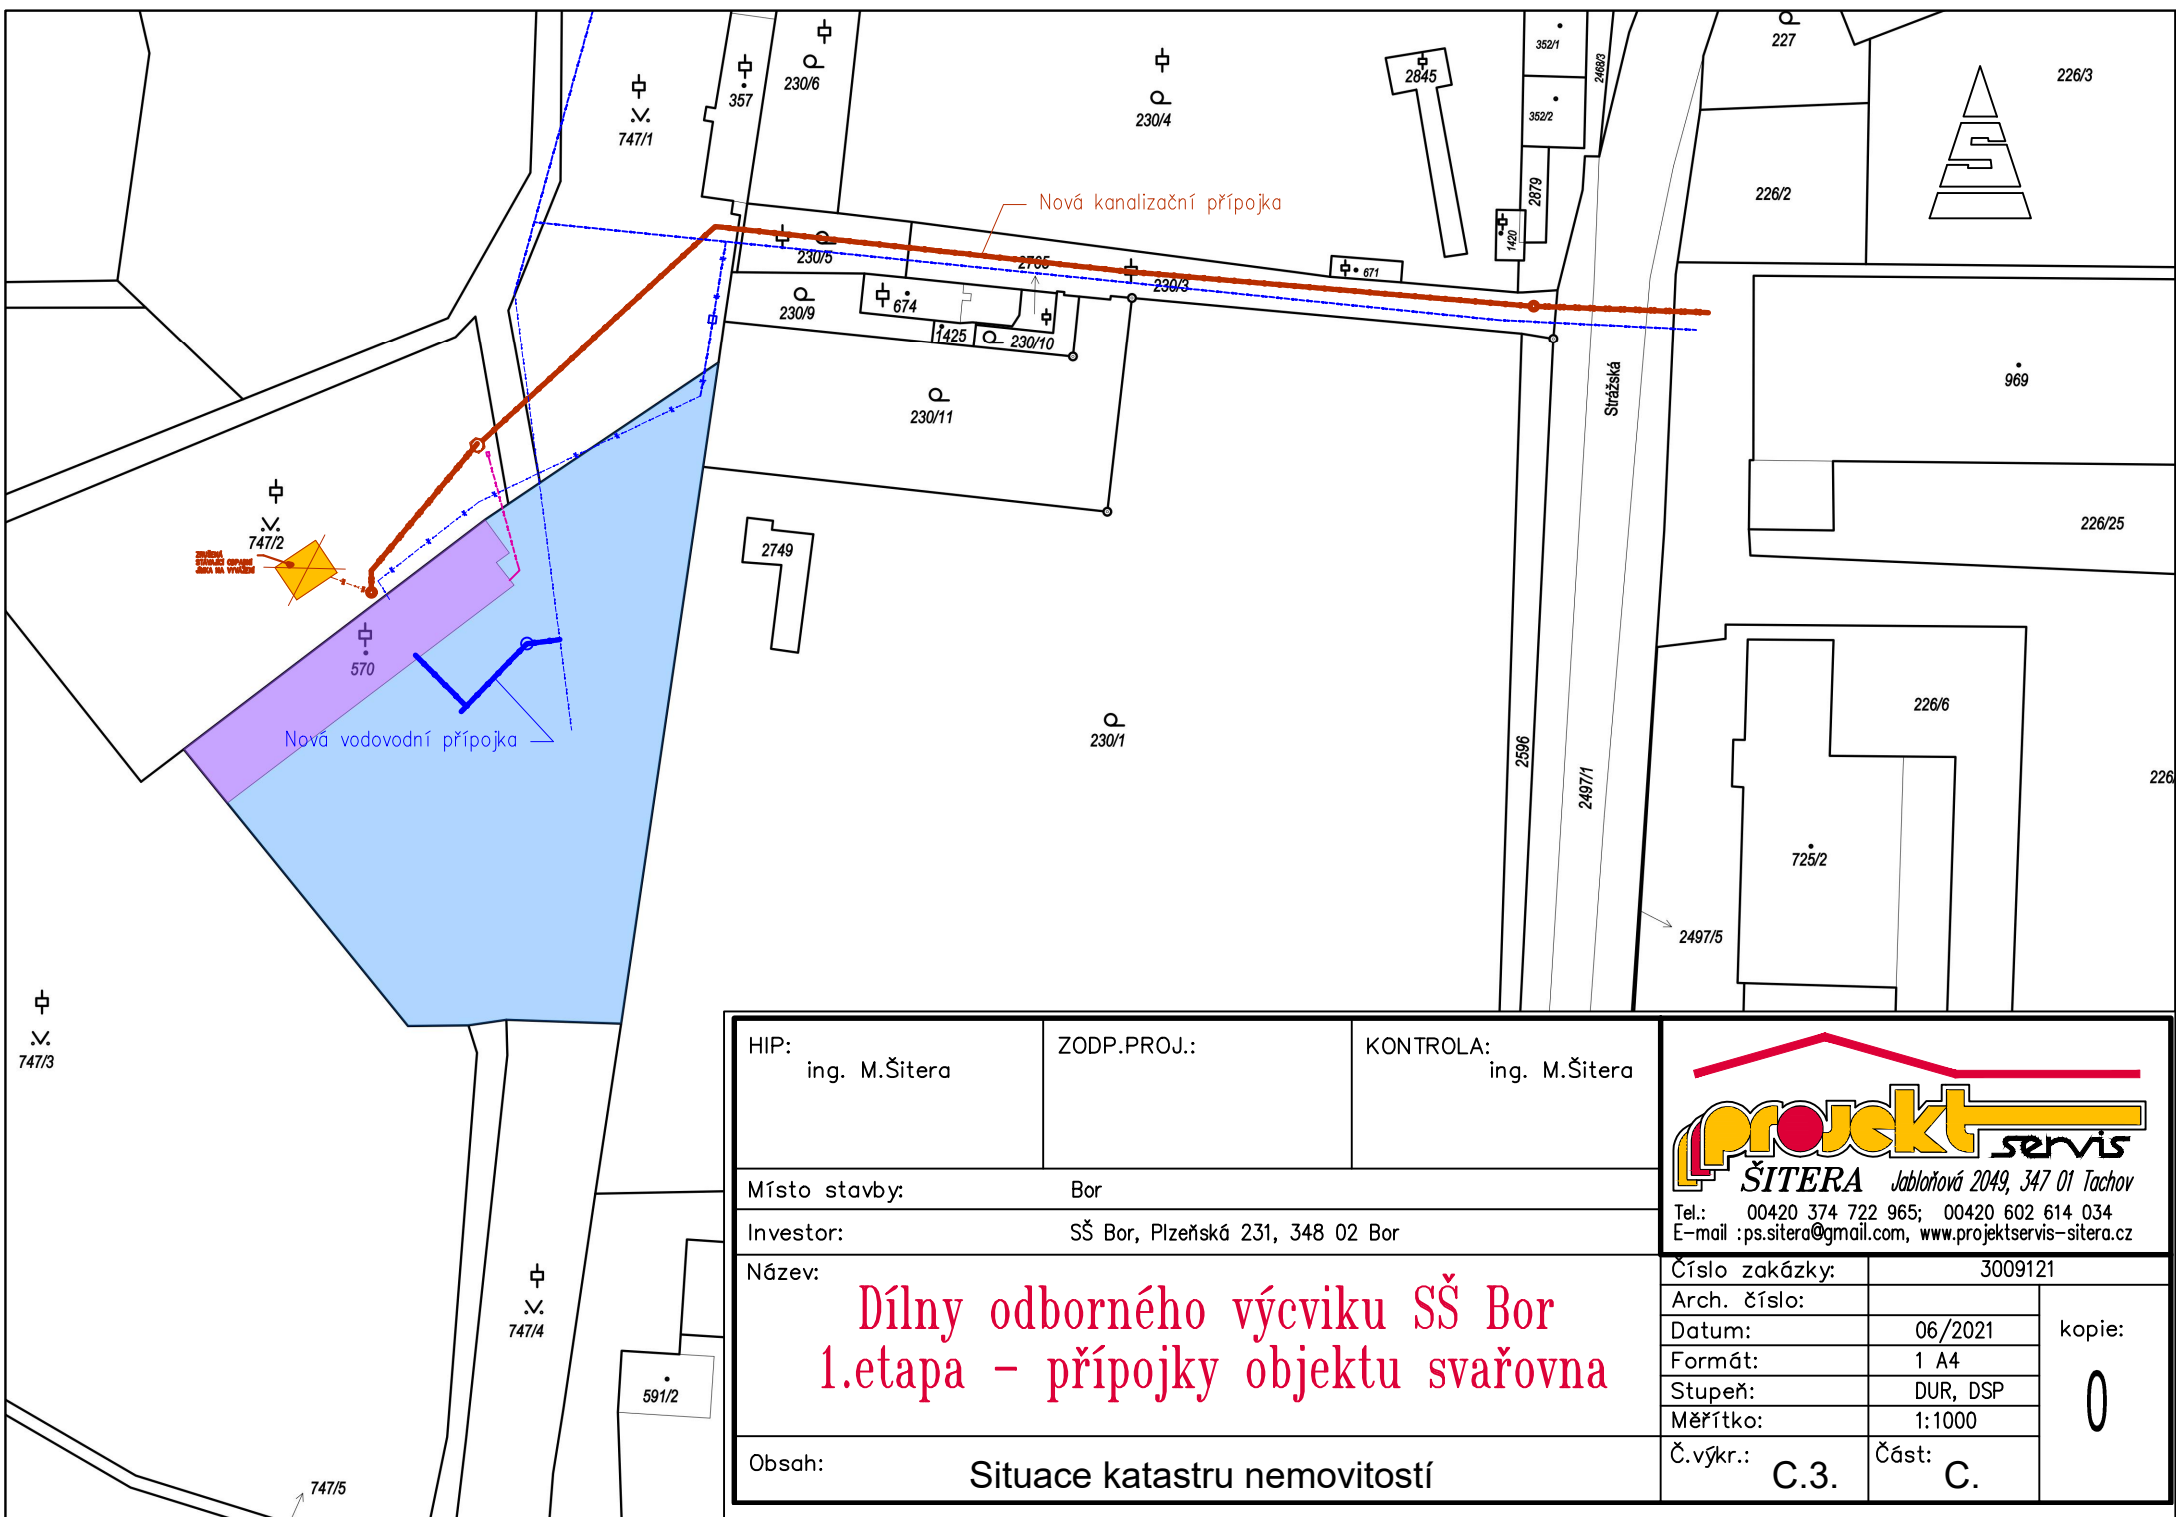 352/1
2468/3
227
226/3
357
230/6
747/1
230/4
2845
352/2
226/2
2879
Nová kanalizační přípojka
1420
230/5
2765
671
230/3
674
230/9
1425
230/10
969
Strážská
230/11
226/25
747/2
ZRUŠENÁ
STÁVAJÍCÍ ODPADNÍ
JÍMKA NA VYVÁŽENÍ
2749
570
Nová vodovodní přípojka
230/1
226/6
2596
2497/1
226/
725/2
2497/5
747/3
747/4
591/2
747/5
HIP:
ing. M.Šitera
ZODP.PROJ.:
KONTROLA:
ing. M.Šitera
projekt
servis
ŠITERA Jabloňová 2049, 347 01 Tachov
Tel.: 00420 374 722 965; 00420 602 614 034
E-mail :ps.sitera@gmail.com, www.projektservis-sitera.cz
Místo stavby: Bor
Investor: SŠ Bor, Plzeňská 231, 348 02 Bor
Název:
Dílny odborného výcviku SŠ Bor
1.etapa – přípojky objektu svařovna
Číslo zakázky: 3009121
Arch. číslo:
Datum: 06/2021
kopie:
0
Formát: 1 A4
Stupeň: DUR, DSP
Měřítko: 1:1000
Č.výkr.: C.3.
Část: C.
Obsah: Situace katastru nemovitostí